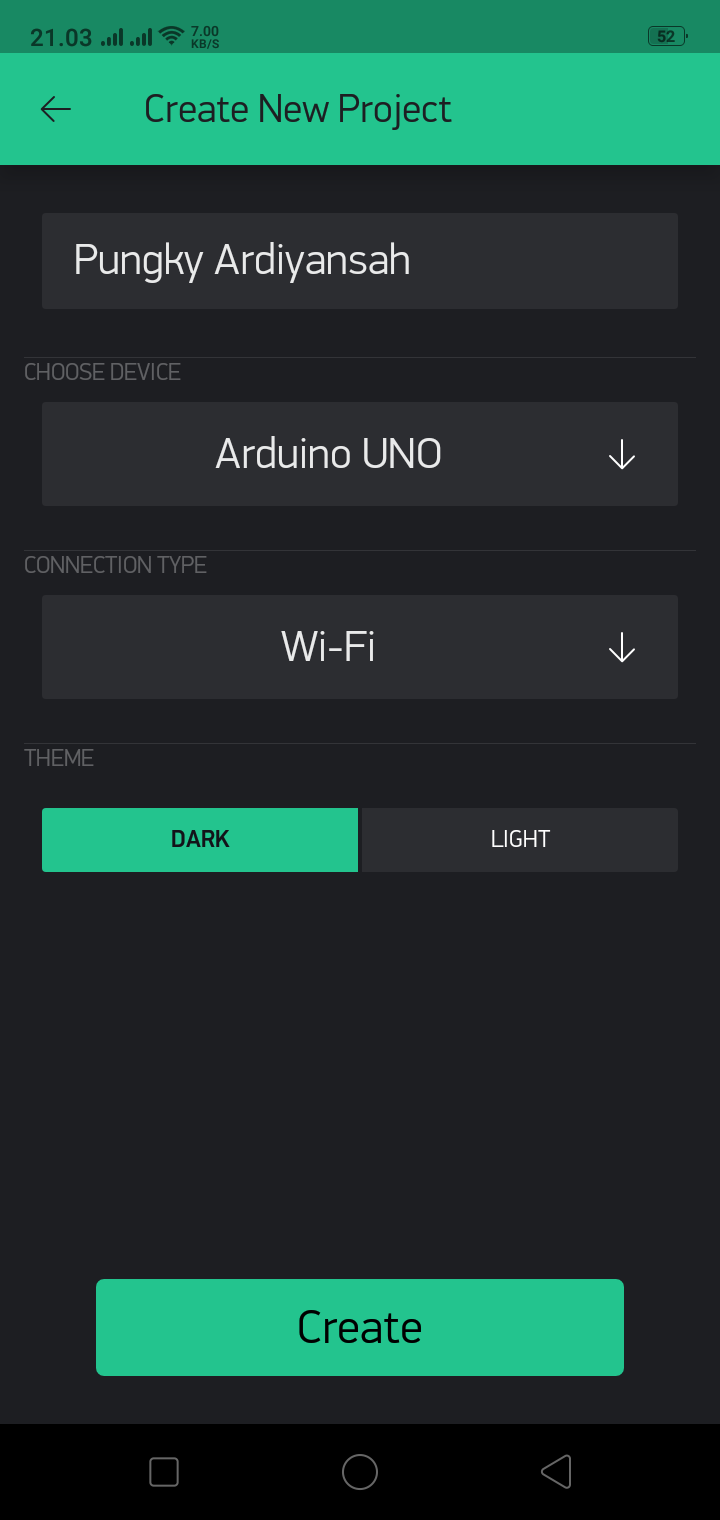 21.03 7.00 KB/S 52
Create New Project
Pungky Ardiyansah
CHOOSE DEVICE
Arduino UNO
CONNECTION TYPE
Wi-Fi
THEME
DARK LIGHT
Create